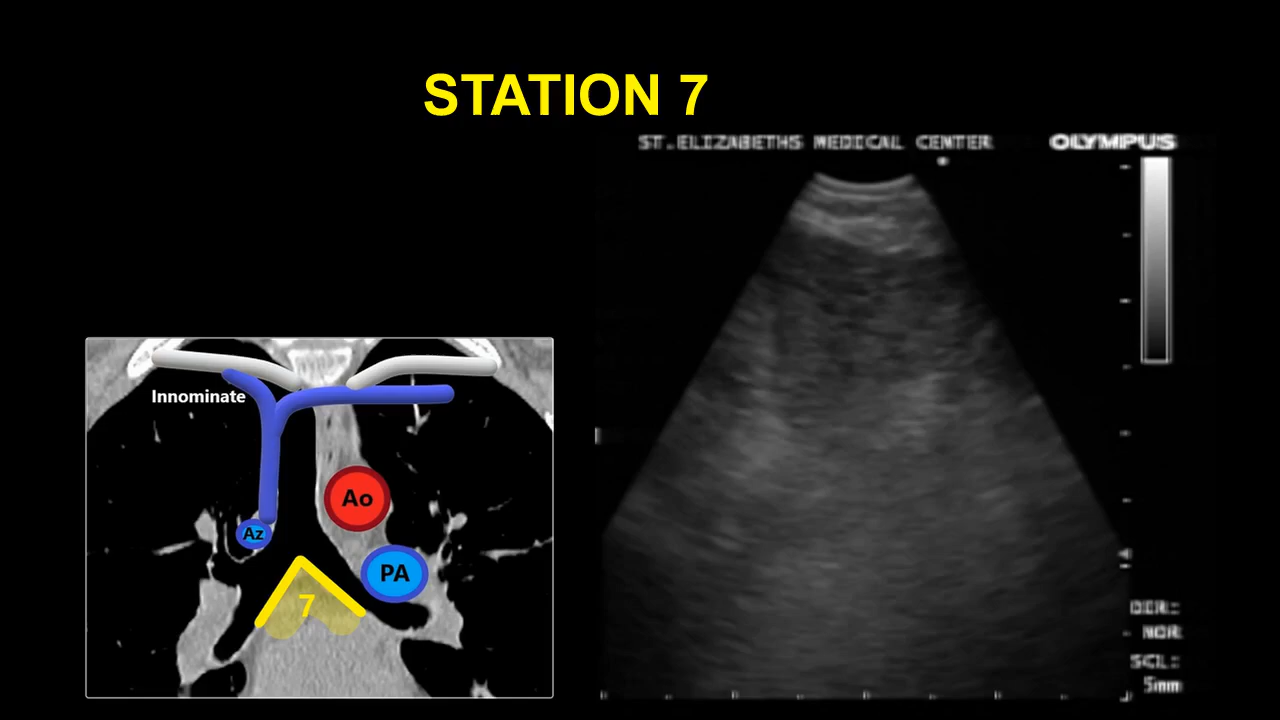 STATION 7
ST.ELIZABETHS MEDICAL CENTER OLYMPUS
Innominate
Ao
Az
PA
7
DIR:
NOR
SCL:
5mm